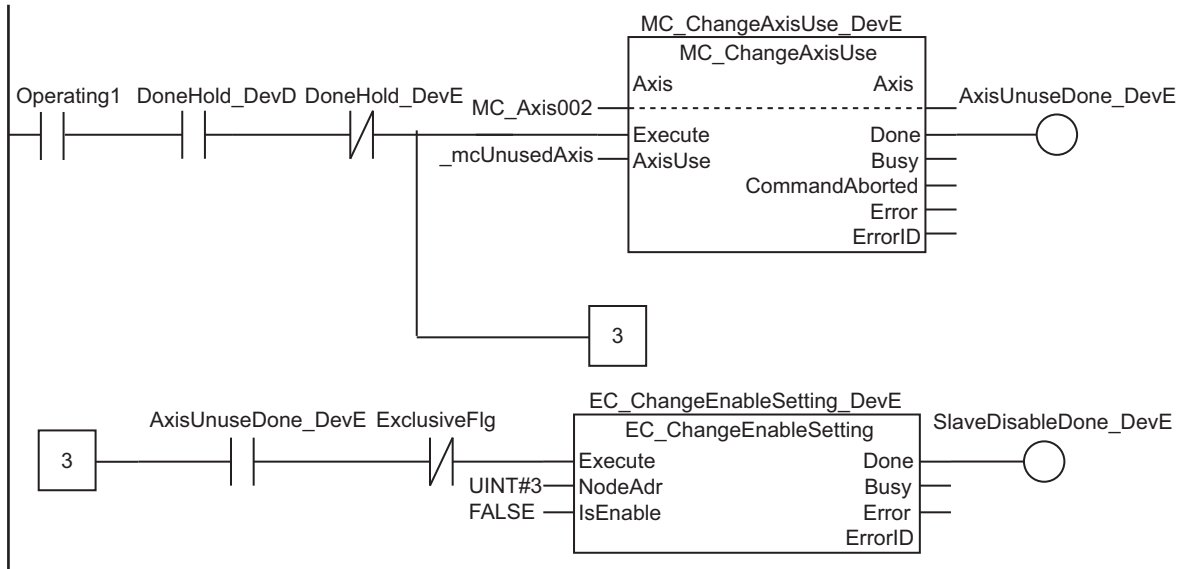 MC_ChangeAxisUse_DevE
MC_ChangeAxisUse
Operating1 DoneHold_DevD DoneHold_DevE
MC_Axis002
Axis Axis
AxisUnuseDone_DevE
Execute Done
_mcUnusedAxis
AxisUse Busy
CommandAborted
Error
ErrorID
3
EC_ChangeEnableSetting_DevE
AxisUnuseDone_DevE ExclusiveFlg
EC_ChangeEnableSetting
SlaveDisableDone_DevE
3
Execute Done
UINT#3 NodeAdr Busy
FALSE IsEnable Error
ErrorID